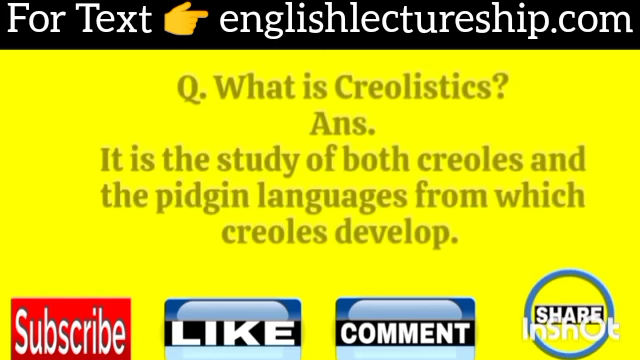 For Text 👉 englishlectureship.com
Q. What is Creolistics?
Ans.
It is the study of both creoles and
the pidgin languages from which
creoles develop.
Subscribe
LIKE
COMMENT
SHARE
InShOt